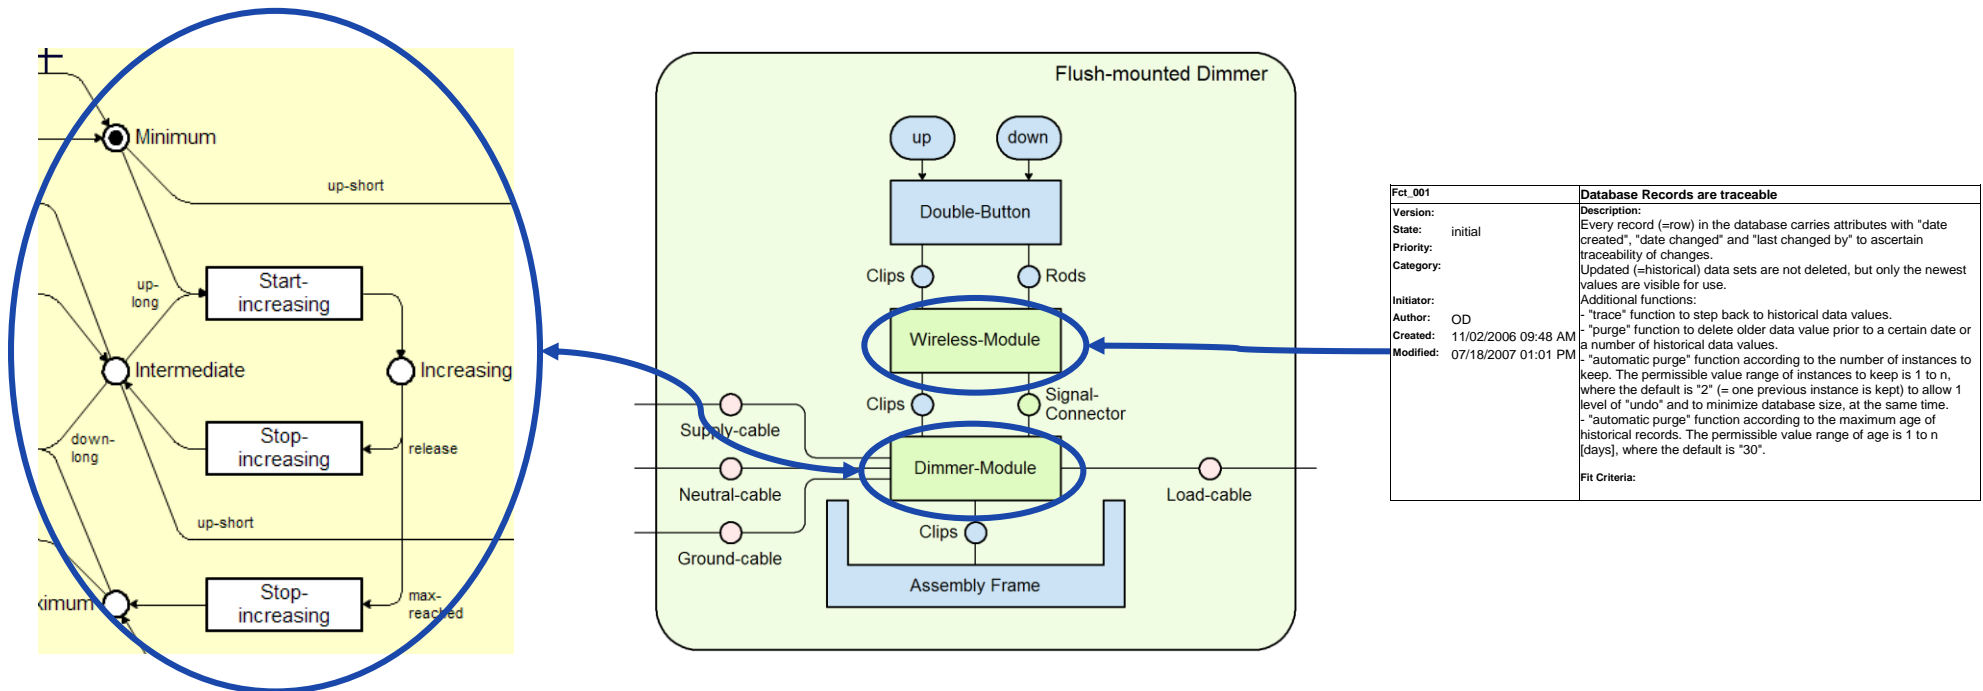 Minimum
up-short
Start-
increasing
up-
long
Intermediate
Increasing
Stop-
increasing
down-
long
release
up-short
Stop-
increasing
ximum
max-
reached
Flush-mounted Dimmer
up
down
Double-Button
Clips
Rods
Wireless-Module
Clips
Signal-
Connector
Supply-cable
Dimmer-Module
Neutral-cable
Load-cable
Clips
Ground-cable
Assembly Frame
Fct_001
Database Records are traceable
Version:
State: initial
Priority:
Category:
Initiator:
Author: OD
Created: 11/02/2006 09:48 AM
Modified: 07/18/2007 01:01 PM
Description:
Every record (=row) in the database carries attributes with "date
created", "date changed" and "last changed by" to ascertain
traceability of changes.
Updated (=historical) data sets are not deleted, but only the newest
values are visible for use.
Additional functions:
- "trace" function to step back to historical data values.
- "purge" function to delete older data value prior to a certain date or
a number of historical data values.
- "automatic purge" function according to the number of instances to
keep. The permissible value range of instances to keep is 1 to n,
where the default is "2" (= one previous instance is kept) to allow 1
level of "undo" and to minimize database size, at the same time.
- "automatic purge" function according to the maximum age of
historical records. The permissible value range of age is 1 to n
[days], where the default is "30".
Fit Criteria: